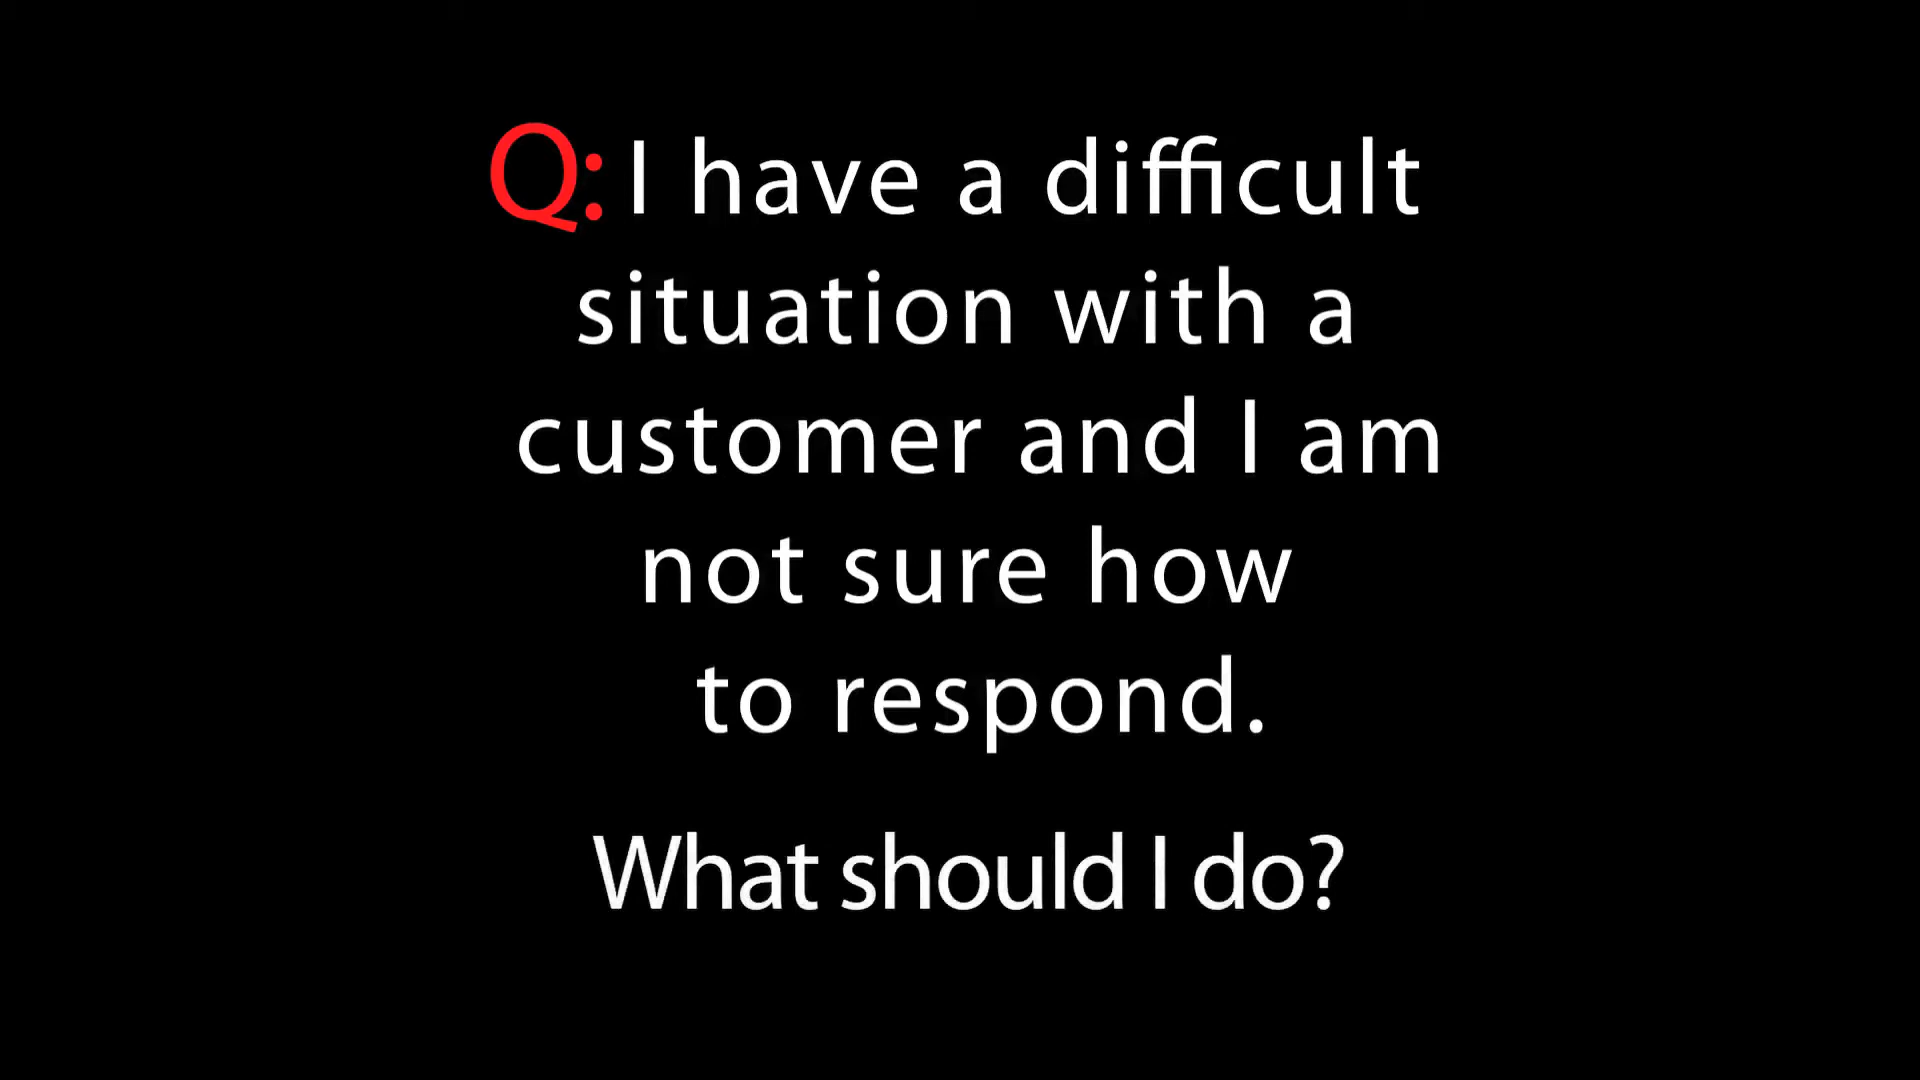 Q: I have a difficult
situation with a
customer and I am
not sure how
to respond.
What should I do?